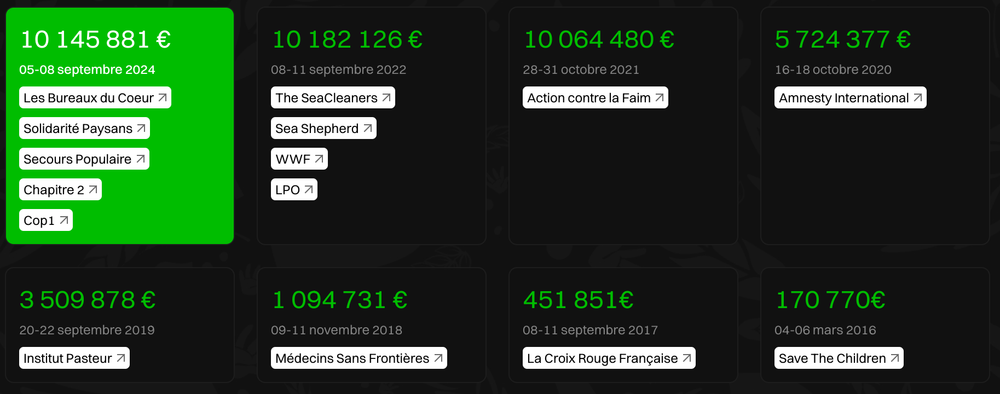 10 145 881 €
05-08 septembre 2024
Les Bureaux du Coeur
Solidarité Paysans
Secours Populaire
Chapitre 2
Cop1
10 182 126 €
08-11 septembre 2022
The SeaCleaners
Sea Shepherd
WWF
LPO
10 064 480 €
28-31 octobre 2021
Action contre la Faim
5 724 377 €
16-18 octobre 2020
Amnesty International
3 509 878 €
20-22 septembre 2019
Institut Pasteur
1 094 731 €
09-11 novembre 2018
Médecins Sans Frontières
451 851€
08-11 septembre 2017
La Croix Rouge Française
170 770€
04-06 mars 2016
Save The Children